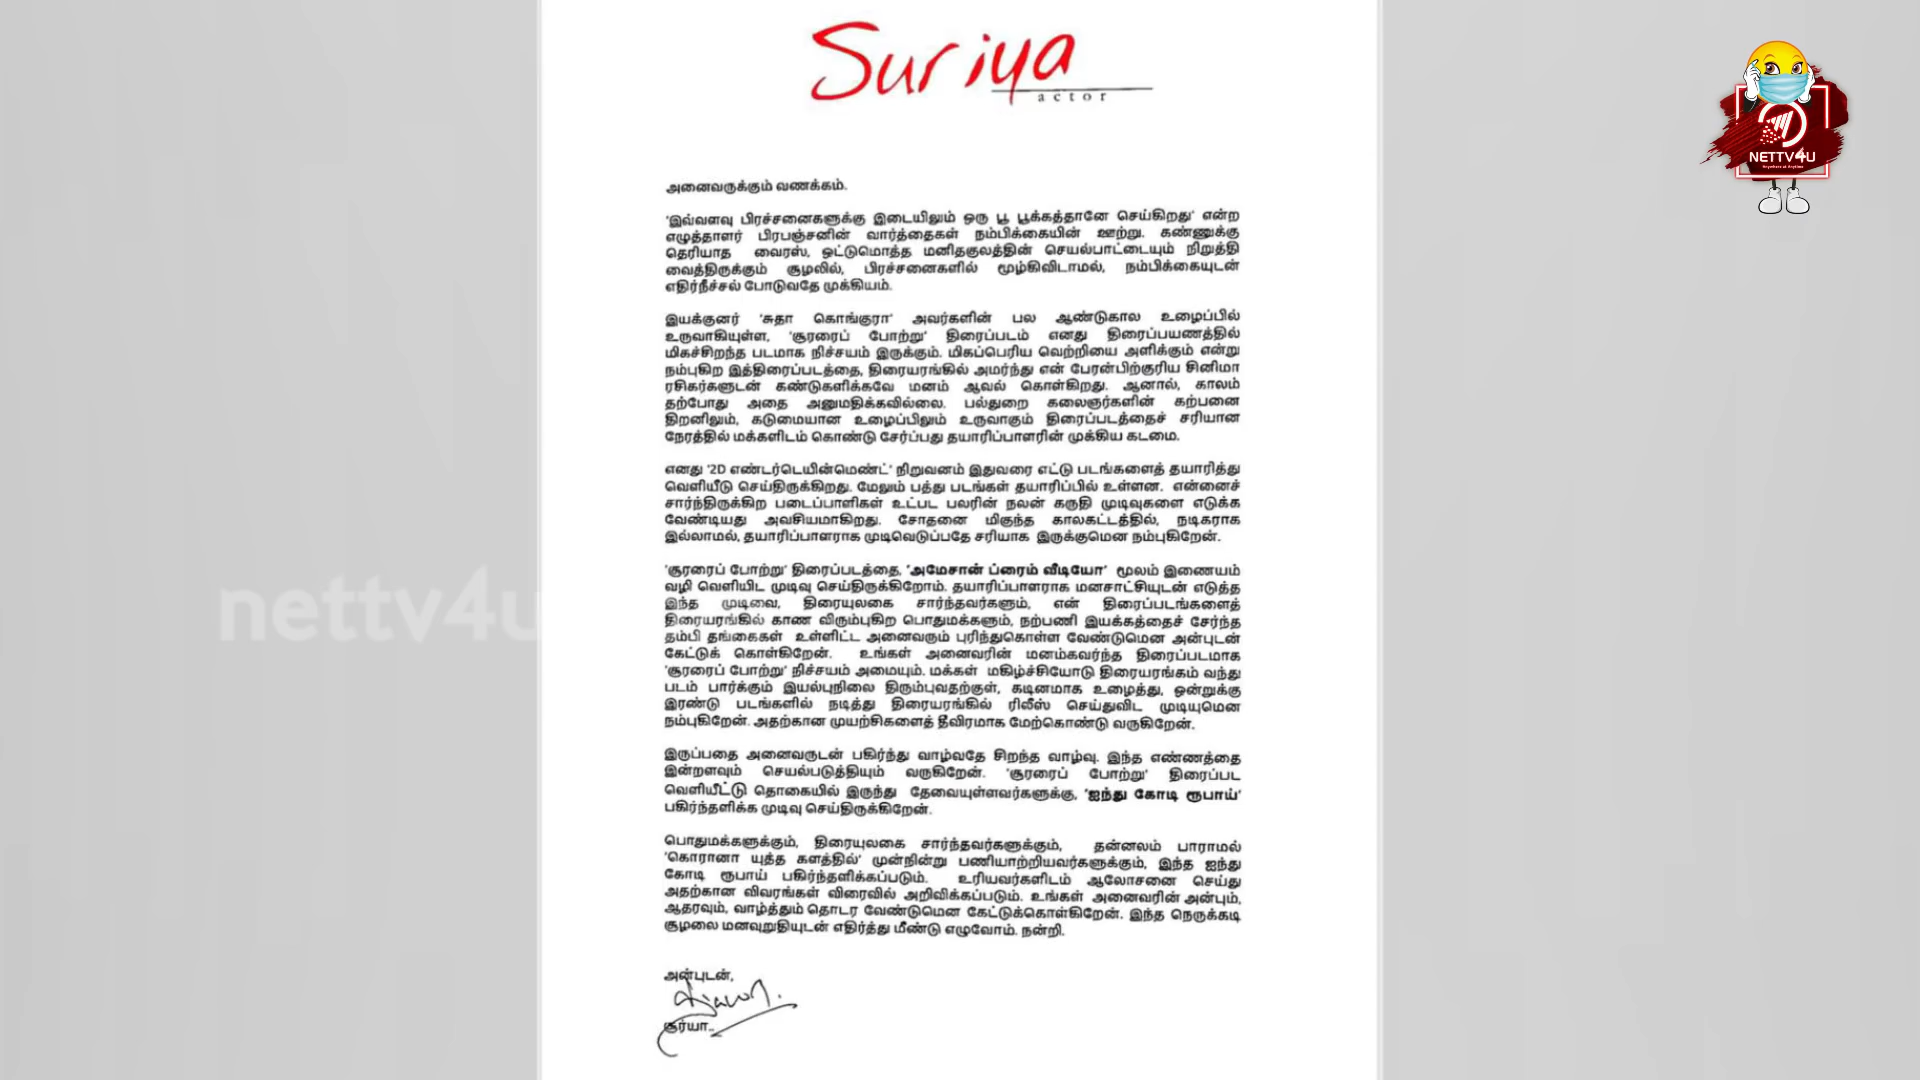 Suriya
actor
NETTV4U
Anywhere at Anytime
அனைவருக்கும் வணக்கம்.
'இவ்வளவு பிரச்சனைகளுக்கு இடையிலும் ஒரு பூ பூக்கத்தானே செய்கிறது' என்ற
எழுத்தாளர் பிரபஞ்சனின் வார்த்தைகள் நம்பிக்கையின் ஊற்று. கண்ணுக்கு
தெரியாத வைரஸ், ஒட்டுமொத்த மனிதகுலத்தின் செயல்பாட்டையும் நிறுத்தி
வைத்திருக்கும் சூழலில், பிரச்சனைகளில் மூழ்கிவிடாமல், நம்பிக்கையுடன்
எதிர்நீச்சல் போடுவதே முக்கியம்.
இயக்குனர் 'சுதா கொங்குரா' அவர்களின் பல ஆண்டுகால உழைப்பில்
உருவாகியுள்ள, 'சூரரைப் போற்று' திரைப்படம் எனது திரைப்பயணத்தில்
மிகச்சிறந்த படமாக நிச்சயம் இருக்கும். மிகப்பெரிய வெற்றியை அளிக்கும் என்று
நம்புகிற இத்திரைப்படத்தை, திரையரங்கில் அமர்ந்து என் பேரன்பிற்குரிய சினிமா
ரசிகர்களுடன் கண்டுகளிக்கவே மனம் ஆவல் கொள்கிறது. ஆனால், காலம்
தற்போது அதை அனுமதிக்கவில்லை. பல்துறை கலைஞர்களின் கற்பனை
திறனிலும், கடுமையான உழைப்பிலும் உருவாகும் திரைப்படத்தைச் சரியான
நேரத்தில் மக்களிடம் கொண்டு சேர்ப்பது தயாரிப்பாளரின் முக்கிய கடமை.
எனது '2D எண்டர்டெயின்மெண்ட்' நிறுவனம் இதுவரை எட்டு படங்களைத் தயாரித்து
வெளியீடு செய்திருக்கிறது. மேலும் பத்து படங்கள் தயாரிப்பில் உள்ளன. என்னைச்
சார்ந்திருக்கிற படைப்பாளிகள் உட்பட பலரின் நலன் கருதி முடிவுகளை எடுக்க
வேண்டியது அவசியமாகிறது. சோதனை மிகுந்த காலகட்டத்தில், நடிகராக
இல்லாமல், தயாரிப்பாளராக முடிவெடுப்பதே சரியாக இருக்குமென நம்புகிறேன்.
'சூரரைப் போற்று' திரைப்படத்தை, 'அமேசான் ப்ரைம் வீடியோ' மூலம் இணையம்
வழி வெளியிட முடிவு செய்திருக்கிறோம். தயாரிப்பாளராக மனசாட்சியுடன் எடுத்த
இந்த முடிவை, திரையுலகை சார்ந்தவர்களும், என் திரைப்படங்களைத்
திரையரங்கில் காண விரும்புகிற பொதுமக்களும், நற்பணி இயக்கத்தைச் சேர்ந்த
தம்பி தங்கைகள் உள்ளிட்ட அனைவரும் புரிந்துகொள்ள வேண்டுமென அன்புடன்
கேட்டுக் கொள்கிறேன். உங்கள் அனைவரின் மனம்கவர்ந்த திரைப்படமாக
'சூரரைப் போற்று' நிச்சயம் அமையும். மக்கள் மகிழ்ச்சியோடு திரையரங்கம் வந்து
படம் பார்க்கும் இயல்புநிலை திரும்புவதற்குள், கடினமாக உழைத்து, ஒன்றுக்கு
இரண்டு படங்களில் நடித்து திரையரங்கில் ரிலீஸ் செய்துவிட முடியுமென
நம்புகிறேன். அதற்கான முயற்சிகளைத் தீவிரமாக மேற்கொண்டு வருகிறேன்.
இருப்பதை அனைவருடன் பகிர்ந்து வாழ்வதே சிறந்த வாழ்வு. இந்த எண்ணத்தை
இன்றளவும் செயல்படுத்தியும் வருகிறேன். 'சூரரைப் போற்று' திரைப்பட
வெளியீட்டு தொகையில் இருந்து தேவையுள்ளவர்களுக்கு, 'ஐந்து கோடி ரூபாய்'
பகிர்ந்தளிக்க முடிவு செய்திருக்கிறேன்.
பொதுமக்களுக்கும், திரையுலகை சார்ந்தவர்களுக்கும், தன்னலம் பாராமல்
'கொரானா யுத்த களத்தில்' முன்நின்று பணியாற்றியவர்களுக்கும், இந்த ஐந்து
கோடி ரூபாய் பகிர்ந்தளிக்கப்படும். உரியவர்களிடம் ஆலோசனை செய்து
அதற்கான விவரங்கள் விரைவில் அறிவிக்கப்படும். உங்கள் அனைவரின் அன்பும்,
ஆதரவும், வாழ்த்தும் தொடர வேண்டுமென கேட்டுக்கொள்கிறேன். இந்த நெருக்கடி
சூழலை மனவுறுதியுடன் எதிர்த்து மீண்டு எழுவோம். நன்றி.
அன்புடன்,
சூர்யா..
nettv4u